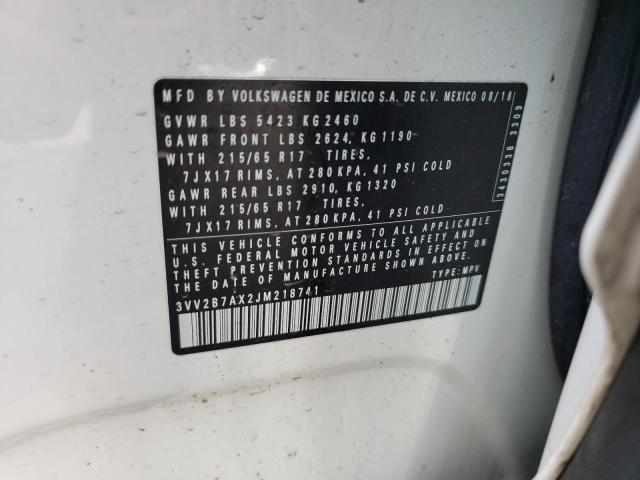 MFD BY VOLKSWAGEN DE MEXICO S.A. DE C.V. MEXICO 08/18
GVWR LBS 5423 KG 2460
GAWR FRONT LBS 2624, KG 1190
WITH 215/65 R17 TIRES,
7JX17 RIMS, AT 280 KPA, 41 PSI COLD
GAWR REAR LBS 2910, KG 1320
WITH 215/65 R17 TIRES,
7JX17 RIMS, AT 280 KPA, 41 PSI COLD
THIS VEHICLE CONFORMS TO ALL APPLICABLE
U.S. FEDERAL MOTOR VEHICLE SAFETY AND
THEFT PREVENTION STANDARDS IN EFFECT ON
THE DATE OF MANUFACTURE SHOWN ABOVE.
TYPE: MPV
3VV2B7AX2JM218741
3430338 3309